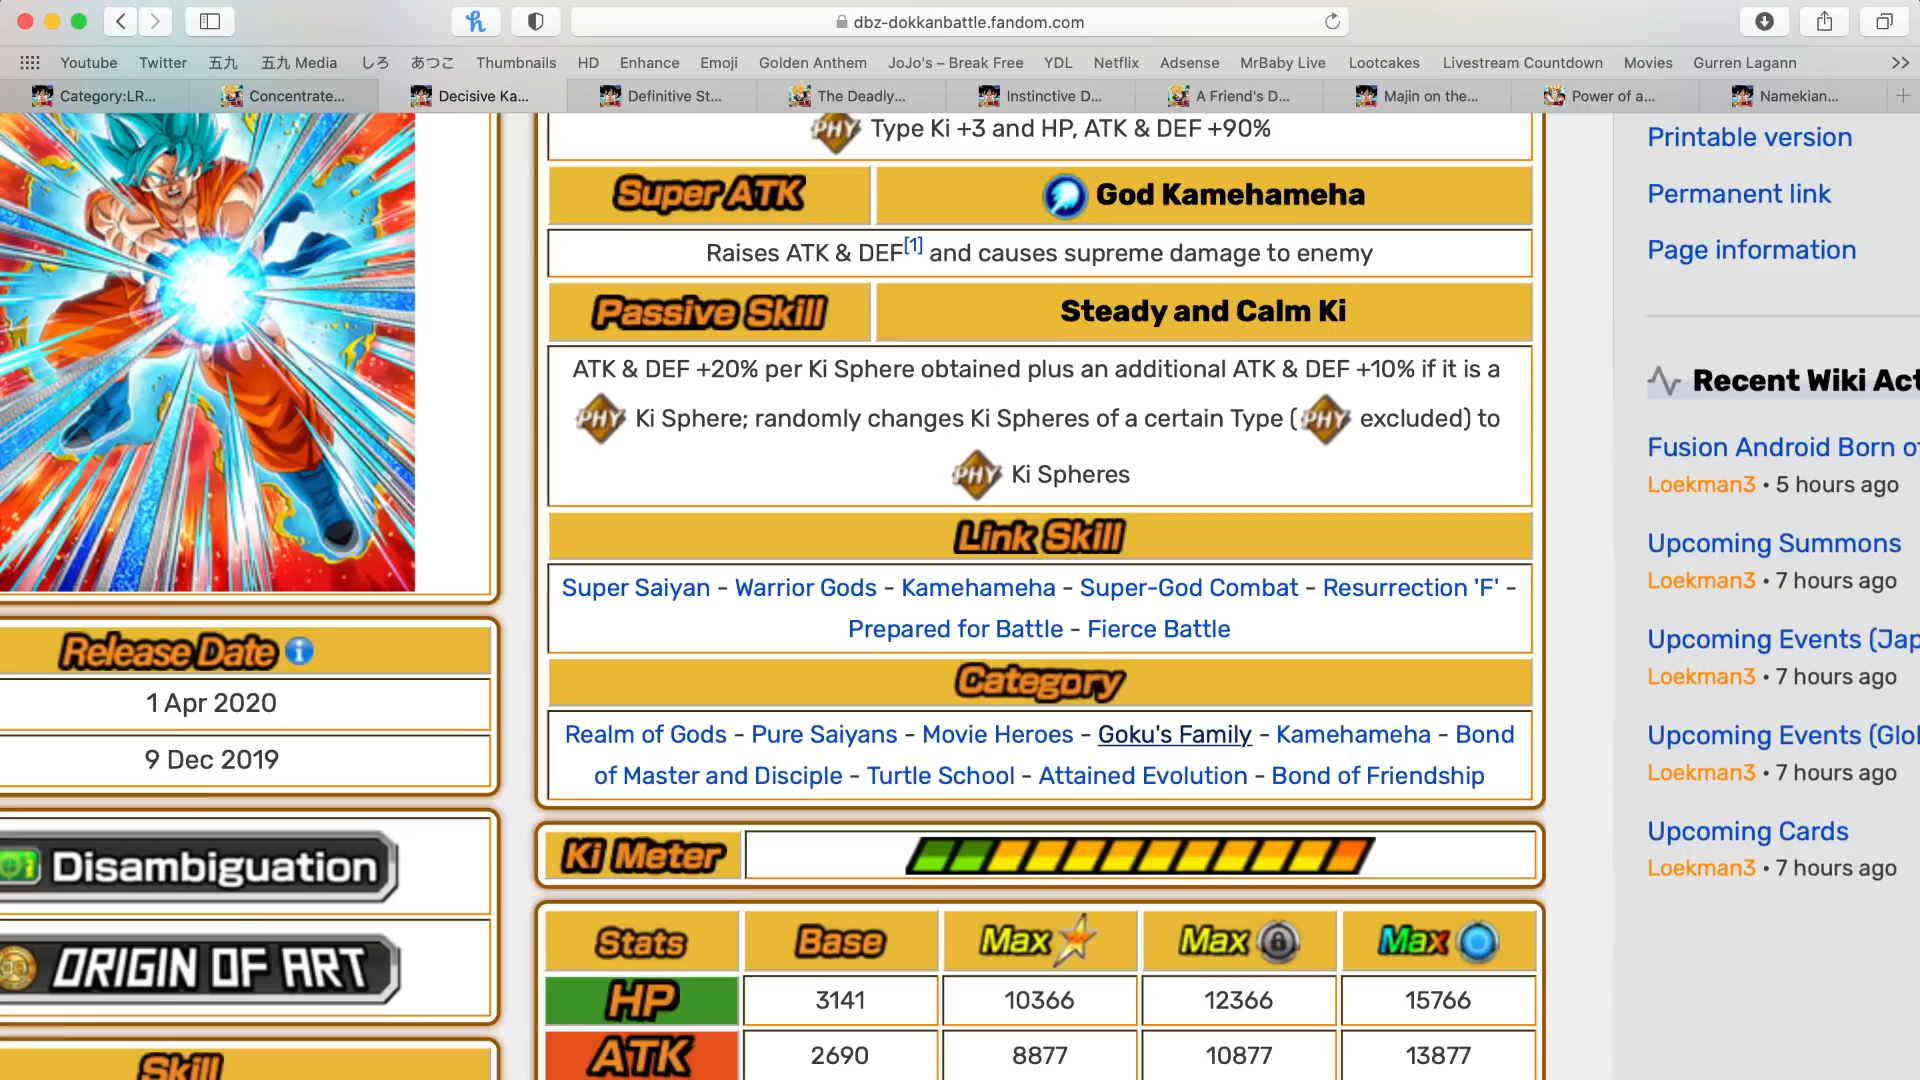 dbz-dokkanbattle.fandom.com
Youtube Twitter 五九 五九 Media しろ あつこ Thumbnails HD Enhance Emoji Golden Anthem JoJo's – Break Free YDL Netflix Adsense MrBaby Live Lootcakes Livestream Countdown Movies Gurren Lagann
Category:LR... Concentrate... Decisive Ka... Definitive St... The Deadly... Instinctive D... A Friend's D... Majin on the... Power of a... Namekian...
PHY Type Ki +3 and HP, ATK & DEF +90%
Super ATK God Kamehameha
Raises ATK & DEF[1] and causes supreme damage to enemy
Passive Skill Steady and Calm Ki
ATK & DEF +20% per Ki Sphere obtained plus an additional ATK & DEF +10% if it is a
PHY Ki Sphere; randomly changes Ki Spheres of a certain Type (PHY excluded) to
PHY Ki Spheres
Link Skill
Super Saiyan - Warrior Gods - Kamehameha - Super-God Combat - Resurrection 'F' -
Prepared for Battle - Fierce Battle
Category
Realm of Gods - Pure Saiyans - Movie Heroes - Goku's Family - Kamehameha - Bond
of Master and Disciple - Turtle School - Attained Evolution - Bond of Friendship
Ki Meter
Stats Base Max Max Max
HP 3141 10366 12366 15766
ATK 2690 8877 10877 13877
Release Date
1 Apr 2020
9 Dec 2019
Disambiguation
ORIGIN OF ART
Skill
Printable version
Permanent link
Page information
Recent Wiki Act
Fusion Android Born of
Loekman3 • 5 hours ago
Upcoming Summons
Loekman3 • 7 hours ago
Upcoming Events (Jap
Loekman3 • 7 hours ago
Upcoming Events (Glol
Loekman3 • 7 hours ago
Upcoming Cards
Loekman3 • 7 hours ago